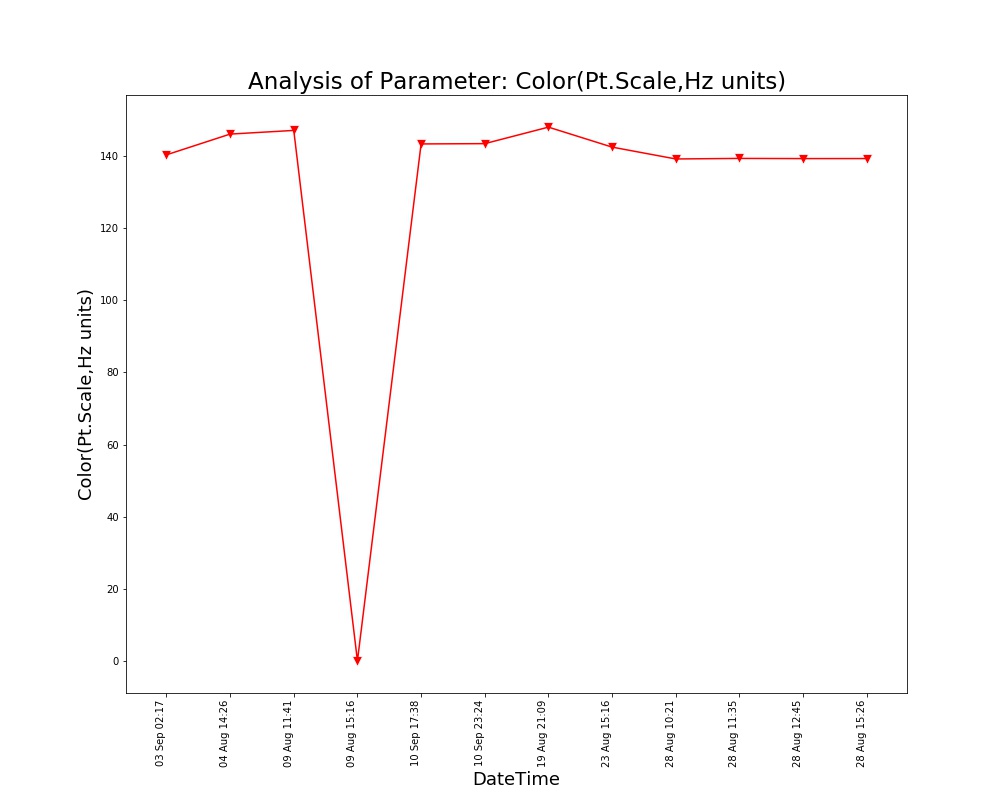 Analysis of Parameter: Color(Pt.Scale,Hz units)
Color(Pt.Scale,Hz units)
140
120
100
80
60
40
20
0
03 Sep 02:17
04 Aug 14:26
09 Aug 11:41
09 Aug 15:16
10 Sep 17:38
10 Sep 23:24
19 Aug 21:09
23 Aug 15:16
28 Aug 10:21
28 Aug 11:35
28 Aug 12:45
28 Aug 15:26
DateTime